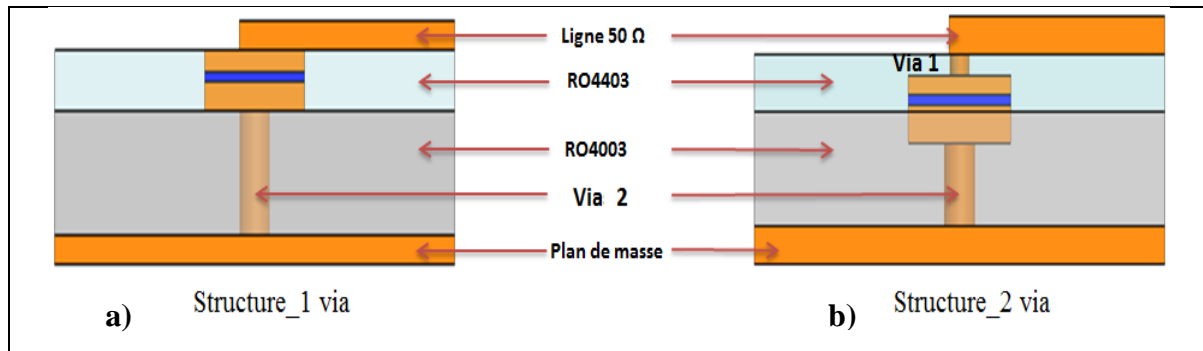 Ligne 50 Ω
Via 1
RO4403
RO4003
Via 2
Plan de masse
a)
Structure_1 via
b)
Structure_2 via